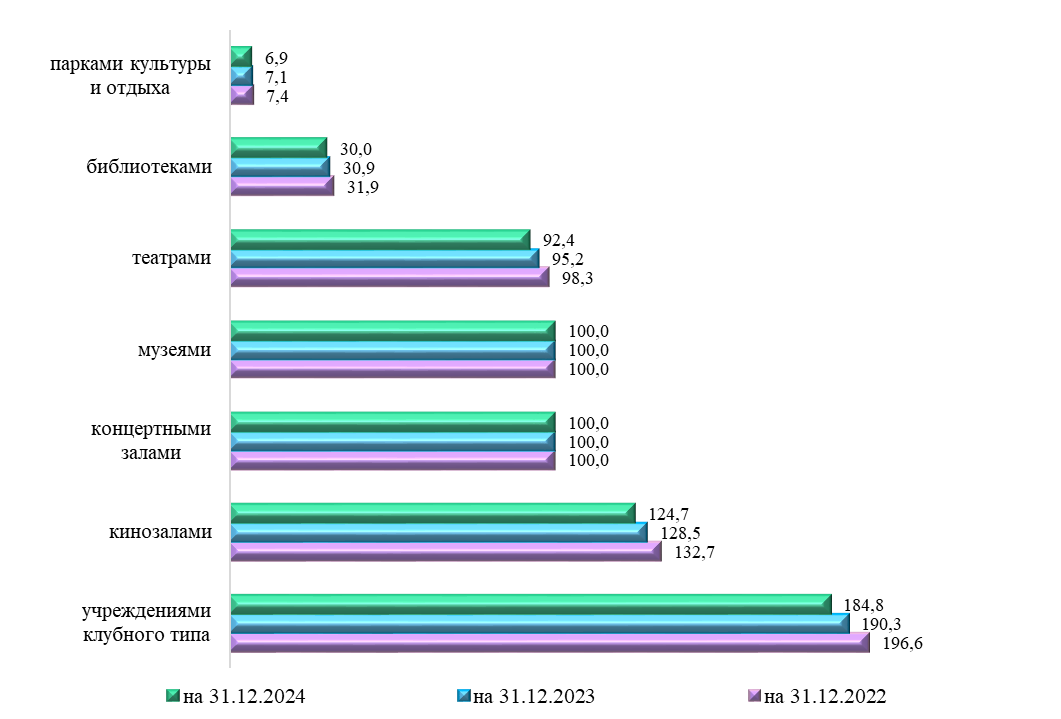 парками культуры
и отдыха
6,9
7,1
7,4
библиотеками
30,0
30,9
31,9
театрами
92,4
95,2
98,3
музеями
100,0
100,0
100,0
концертными
залами
100,0
100,0
100,0
кинозалами
124,7
128,5
132,7
учреждениями
клубного типа
184,8
190,3
196,6
на 31.12.2024
на 31.12.2023
на 31.12.2022